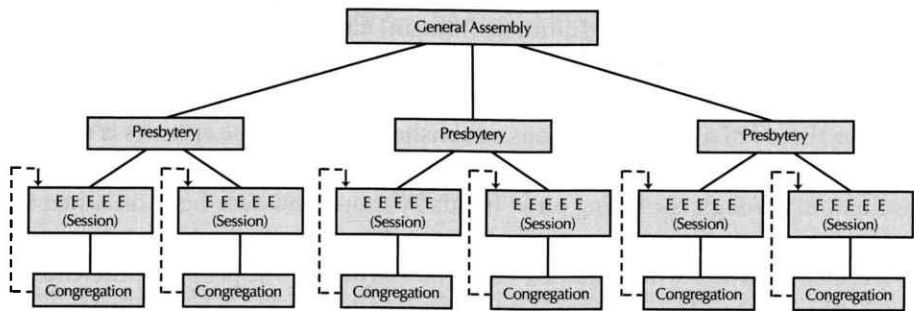 General Assembly
Presbytery Presbytery Presbytery
E E E E E E E E E E E E E E E E E E E E E E E E E E E
(Session) (Session) (Session) (Session) (Session) (Session)
Congregation Congregation Congregation Congregation Congregation Congregation